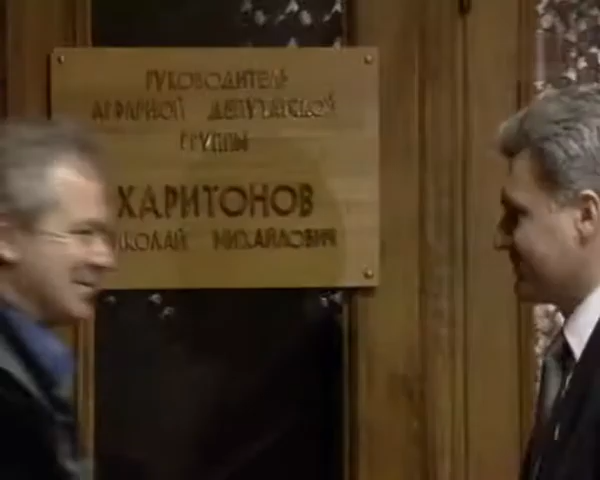 РУКОВОДИТЕЛЬ
АГРАРНОЙ ДЕПУТАТСКОЙ
ГРУППЫ
ХАРИТОНОВ
НИКОЛАЙ МИХАЙЛОВИЧ